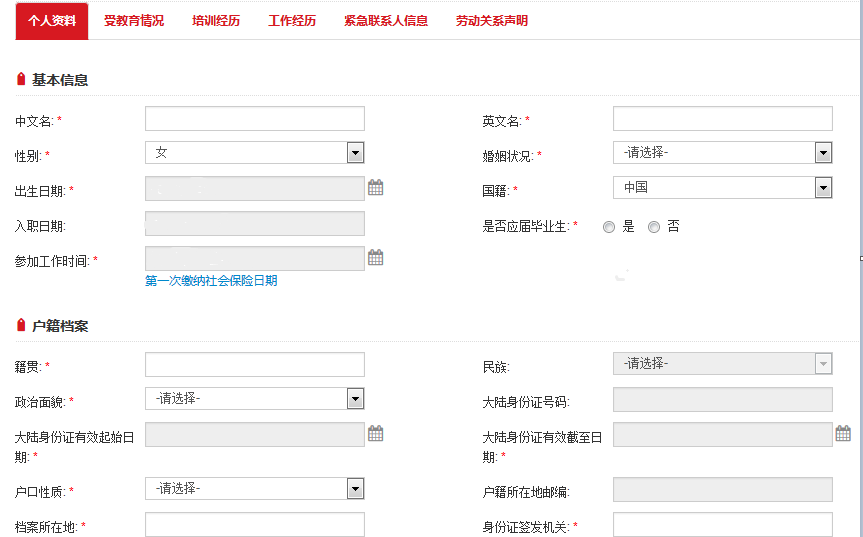 个人资料 受教育情况 培训经历 工作经历 紧急联系人信息 劳动关系声明
基本信息
中文名: * 英文名: *
性别: * 女 婚姻状况: * -请选择-
出生日期: * 国籍: * 中国
入职日期: 是否应届毕业生: * 是 否
参加工作时间: *
第一次缴纳社会保险日期
户籍档案
籍贯: * 民族: -请选择-
政治面貌: * -请选择- 大陆身份证号码:
大陆身份证有效起始日 大陆身份证有效截至日
期: * 期: *
户口性质: * -请选择- 户籍所在地邮编:
档案所在地: * 身份证签发机关: *